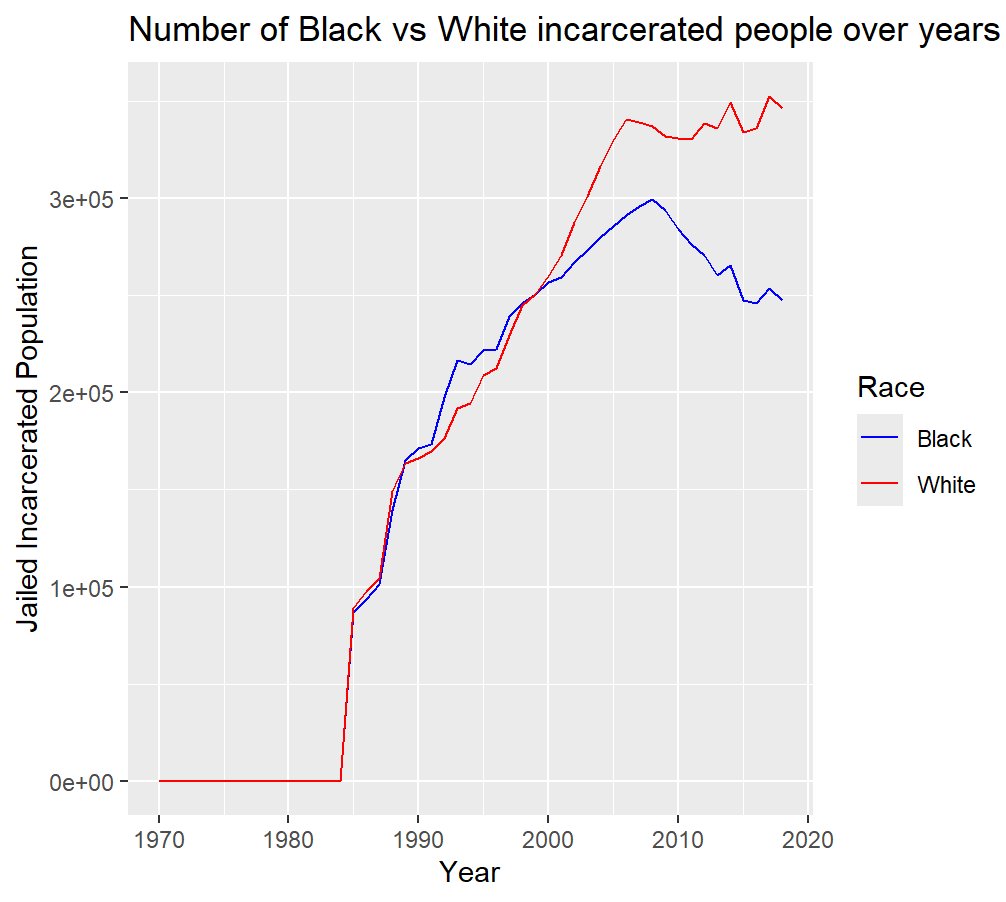 Number of Black vs White incarcerated people over years
Jailed Incarcerated Population
3e+05
2e+05
1e+05
0e+00
1970 1980 1990 2000 2010 2020
Year
Race
Black
White